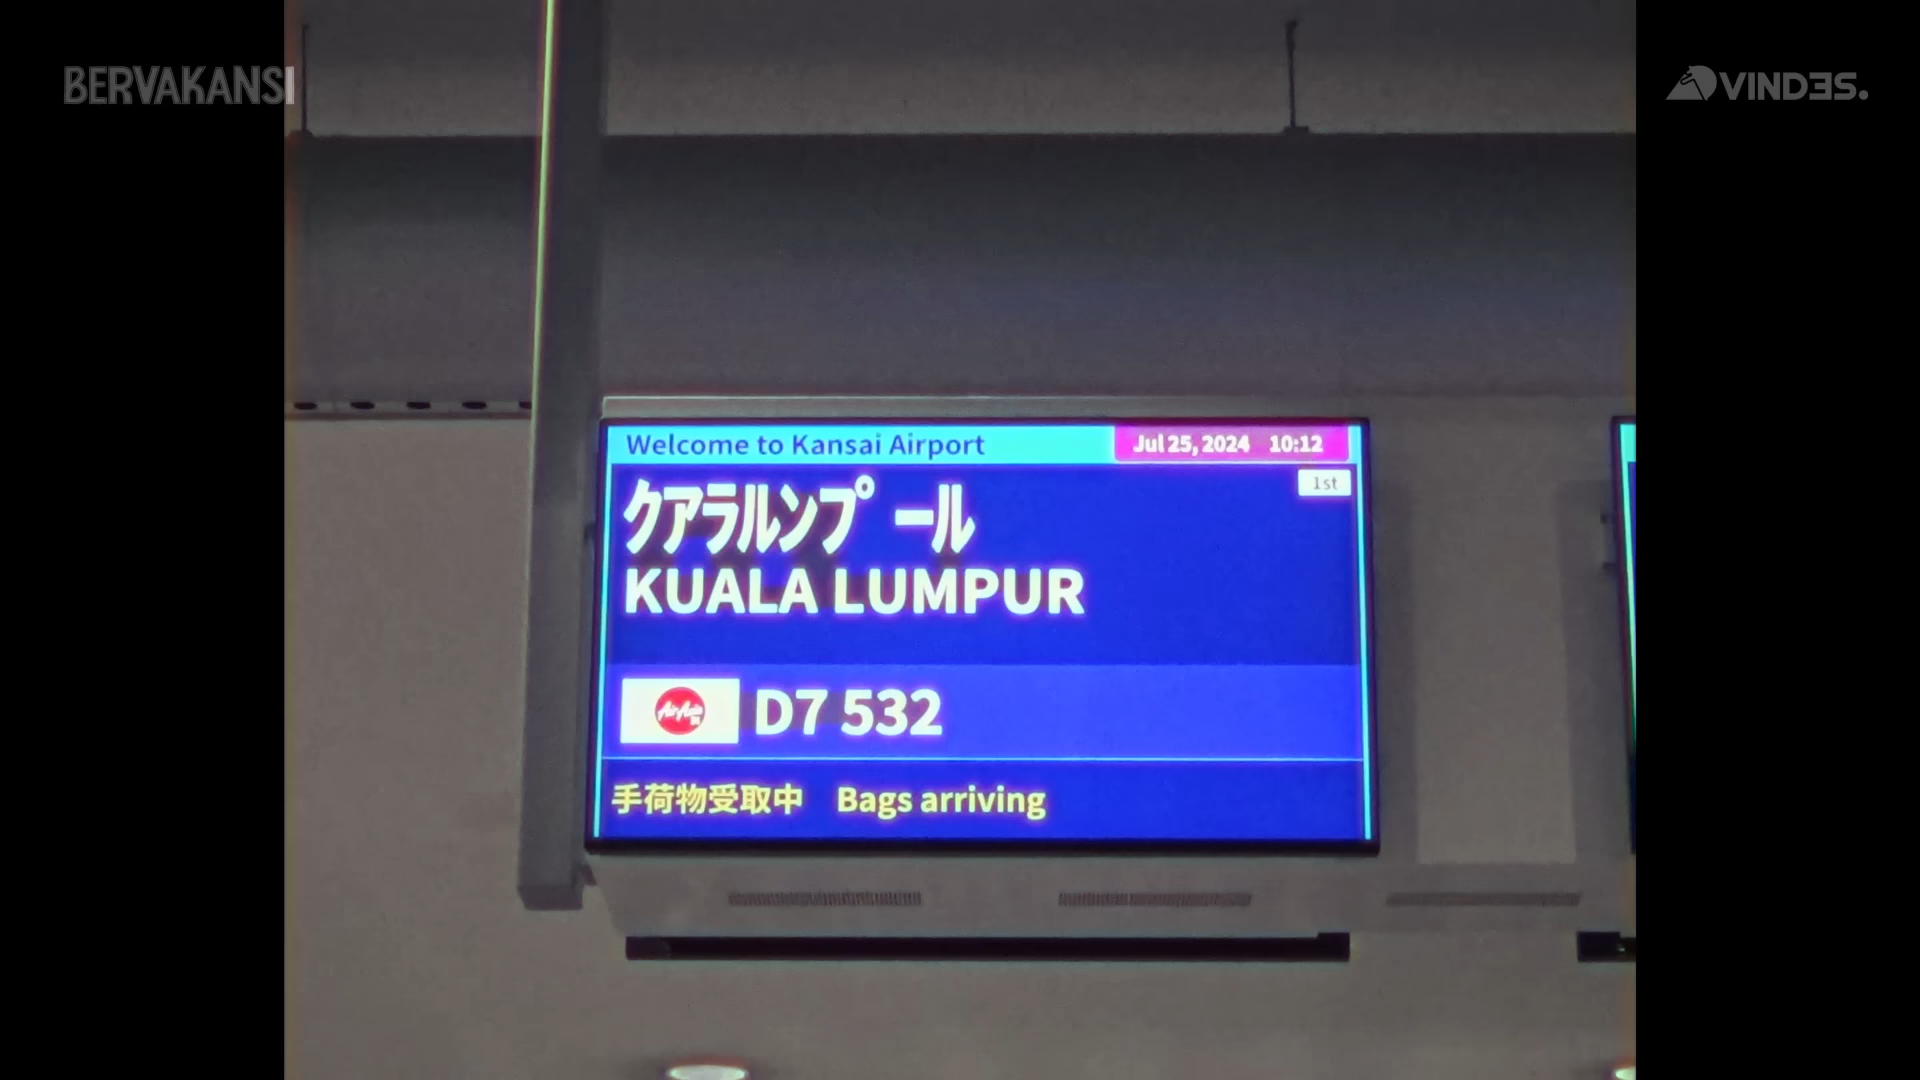 BERVAKANSI
VINDES.
Welcome to Kansai Airport
Jul 25, 2024 10:12
1st
クアラルンプール
KUALA LUMPUR
AirAsia
D7 532
手荷物受取中 Bags arriving